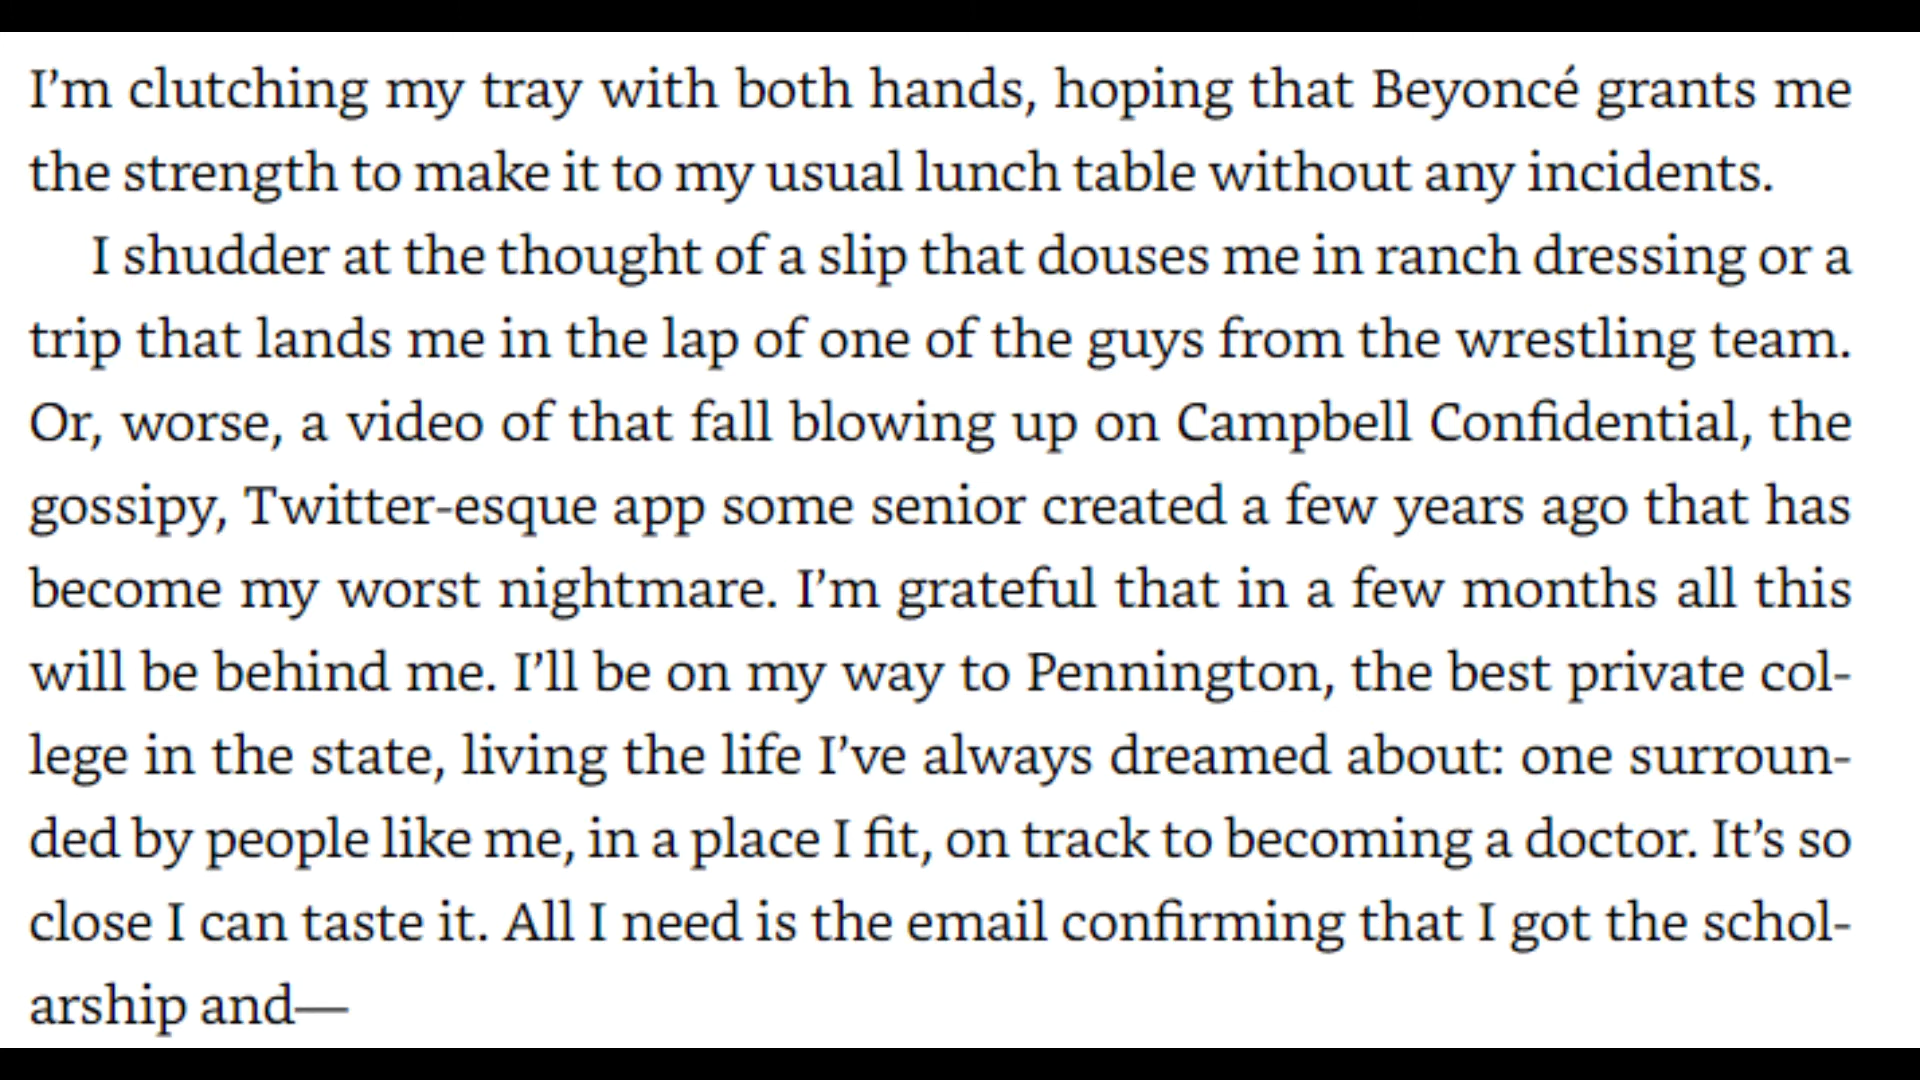 I’m clutching my tray with both hands, hoping that Beyoncé grants me
the strength to make it to my usual lunch table without any incidents.
I shudder at the thought of a slip that douses me in ranch dressing or a
trip that lands me in the lap of one of the guys from the wrestling team.
Or, worse, a video of that fall blowing up on Campbell Confidential, the
gossipy, Twitter-esque app some senior created a few years ago that has
become my worst nightmare. I’m grateful that in a few months all this
will be behind me. I’ll be on my way to Pennington, the best private col-
lege in the state, living the life I’ve always dreamed about: one surroun-
ded by people like me, in a place I fit, on track to becoming a doctor. It’s so
close I can taste it. All I need is the email confirming that I got the schol-
arship and—